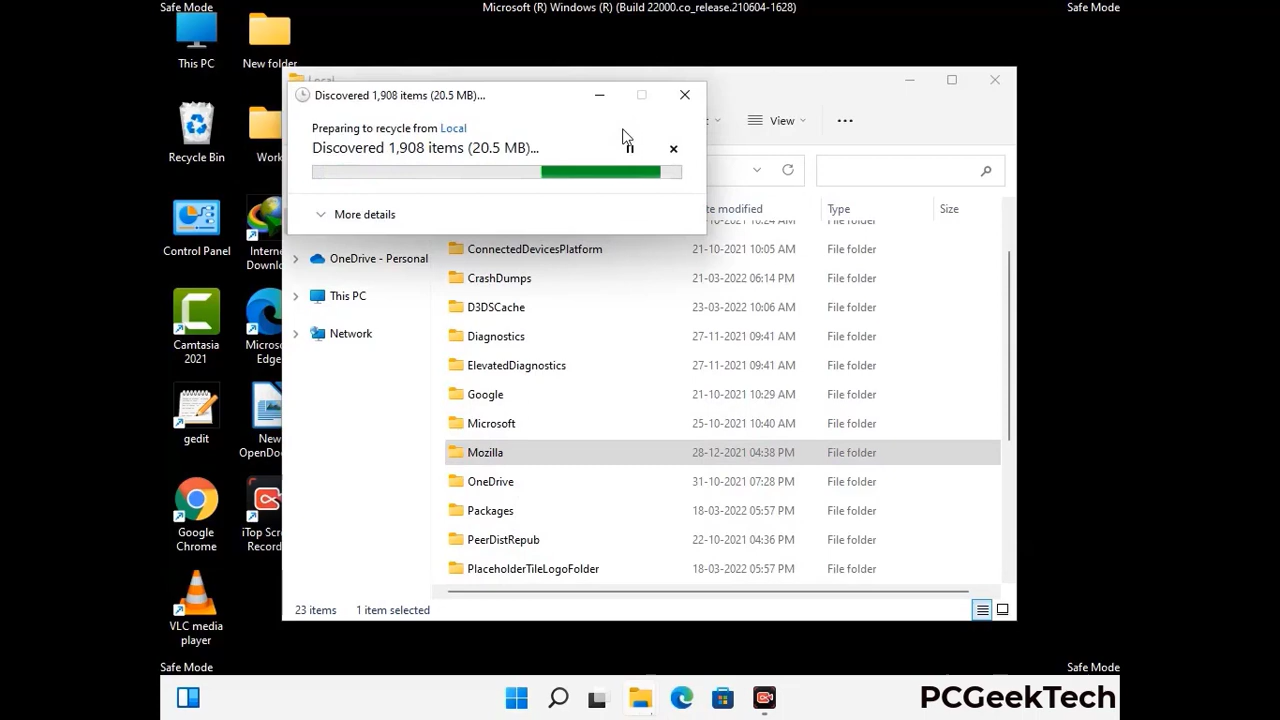 Safe Mode
Microsoft (R) Windows (R) (Build 22000.co_release.210604-1628)
Safe Mode
This PC
New folder
Recycle Bin
Work
Control Panel
Internet
Downlo
Camtasia
2021
Micros
Edge
gedit
New
OpenDoc
Google
Chrome
iTop Scr
Record
VLC media
player
Local
Discovered 1,908 items (20.5 MB)...
Preparing to recycle from Local
Discovered 1,908 items (20.5 MB)...
More details
View
te modified
Type
Size
File folder
OneDrive - Personal
This PC
Network
ConnectedDevicesPlatform 21-10-2021 10:05 AM File folder
CrashDumps 21-03-2022 06:14 PM File folder
D3DSCache 23-03-2022 10:06 AM File folder
Diagnostics 27-11-2021 09:41 AM File folder
ElevatedDiagnostics 27-11-2021 09:41 AM File folder
Google 21-10-2021 10:29 AM File folder
Microsoft 25-10-2021 10:40 AM File folder
Mozilla 28-12-2021 04:38 PM File folder
OneDrive 31-10-2021 07:28 PM File folder
Packages 18-03-2022 05:57 PM File folder
PeerDistRepub 22-10-2021 04:36 PM File folder
PlaceholderTileLogoFolder 18-03-2022 05:57 PM File folder
23 items
1 item selected
Safe Mode
Safe Mode
PCGeekTech